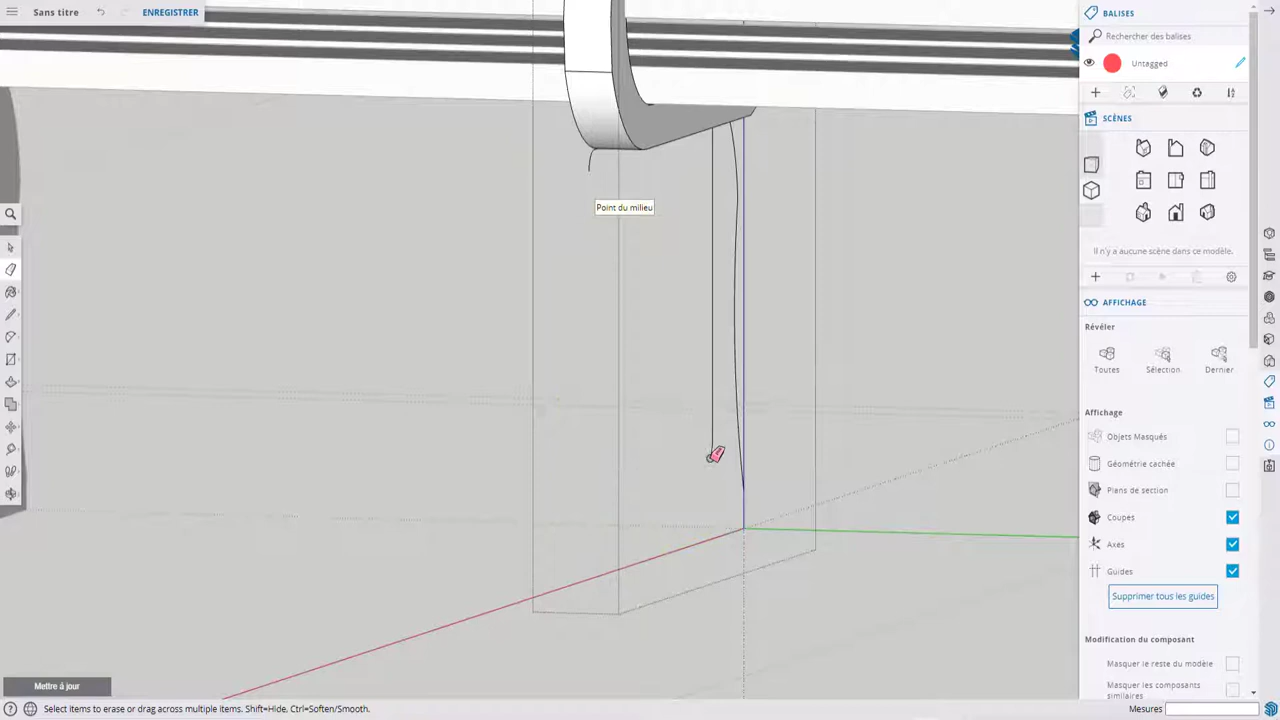 Sans titre
ENREGISTRER
BALISES
Rechercher des balises
Untagged
SCÈNES
Il n'y a aucune scène dans ce modèle.
AFFICHAGE
Révéler
Toutes
Sélection
Dernier
Affichage
Objets Masqués
Géométrie cachée
Plans de section
Coupes
Axes
Guides
Supprimer tous les guides
Modification du composant
Masquer le reste du modèle
Masquer les composants
similaires
Point du milieu
Mettre à jour
Select items to erase or drag across multiple items. Shift=Hide, Ctrl=Soften/Smooth.
Mesures